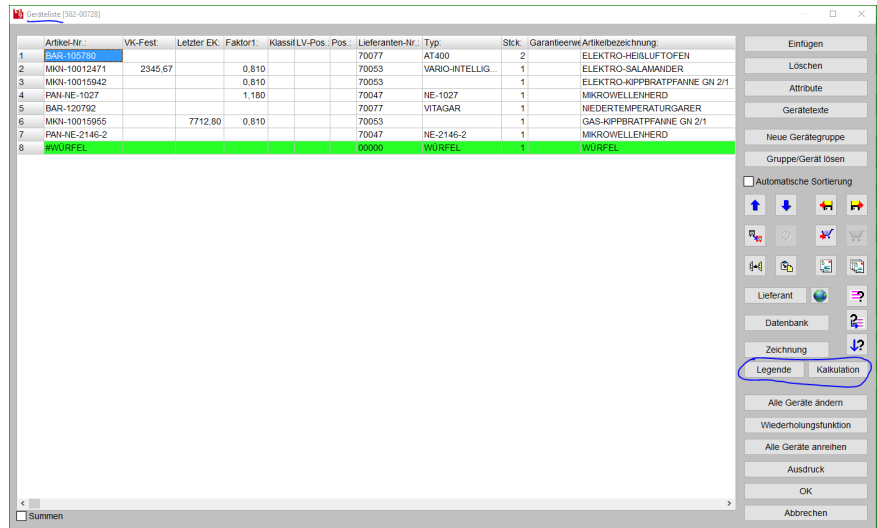 Geräteliste [582-00728]
Artikel-Nr.: VK-Fest: Letzter EK: Faktor1: Klassif LV-Pos.: Pos.: Lieferanten-Nr.: Typ: Stck: Garantieerwe Artikelbezeichnung:
1 BAR-105780 70077 AT400 2 ELEKTRO-HEIßLUFTOFEN
2 MKN-10012471 2345,67 0,810 70053 VARIO-INTELLIG... 1 ELEKTRO-SALAMANDER
3 MKN-10015942 0,810 70053 1 ELEKTRO-KIPPBRATPFANNE GN 2/1
4 PAN-NE-1027 1,180 70047 NE-1027 1 MIKROWELLENHERD
5 BAR-120792 70077 VITAGAR 1 NIEDERTEMPERATURGARER
6 MKN-10015955 7712,80 0,810 70053 1 GAS-KIPPBRATPFANNE GN 2/1
7 PAN-NE-2146-2 70047 NE-2146-2 1 MIKROWELLENHERD
8 #WÜRFEL 00000 WÜRFEL 1 WÜRFEL
Summen
Einfügen
Löschen
Attribute
Gerätetexte
Neue Gerätegruppe
Gruppe/Gerät lösen
Automatische Sortierung
Lieferant
Datenbank
Zeichnung
Legende Kalkulation
Alle Geräte ändern
Wiederholungsfunktion
Alle Geräte anreihen
Ausdruck
OK
Abbrechen